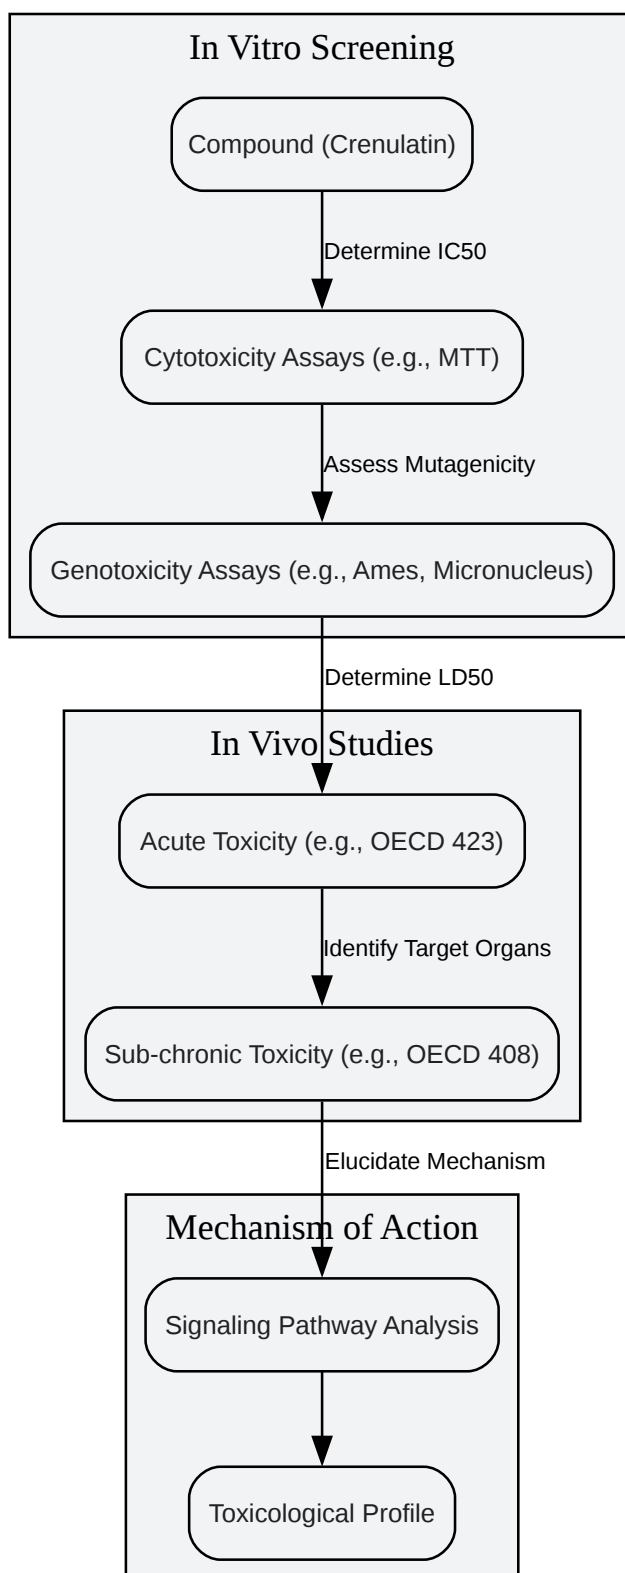 In Vitro Screening
Compound (Crenulatin)
Determine IC50
Cytotoxicity Assays (e.g., MTT)
Assess Mutagenicity
Genotoxicity Assays (e.g., Ames, Micronucleus)
Determine LD50
In Vivo Studies
Acute Toxicity (e.g., OECD 423)
Identify Target Organs
Sub-chronic Toxicity (e.g., OECD 408)
Elucidate Mechanism
Mechanism of Action
Signaling Pathway Analysis
Toxicological Profile